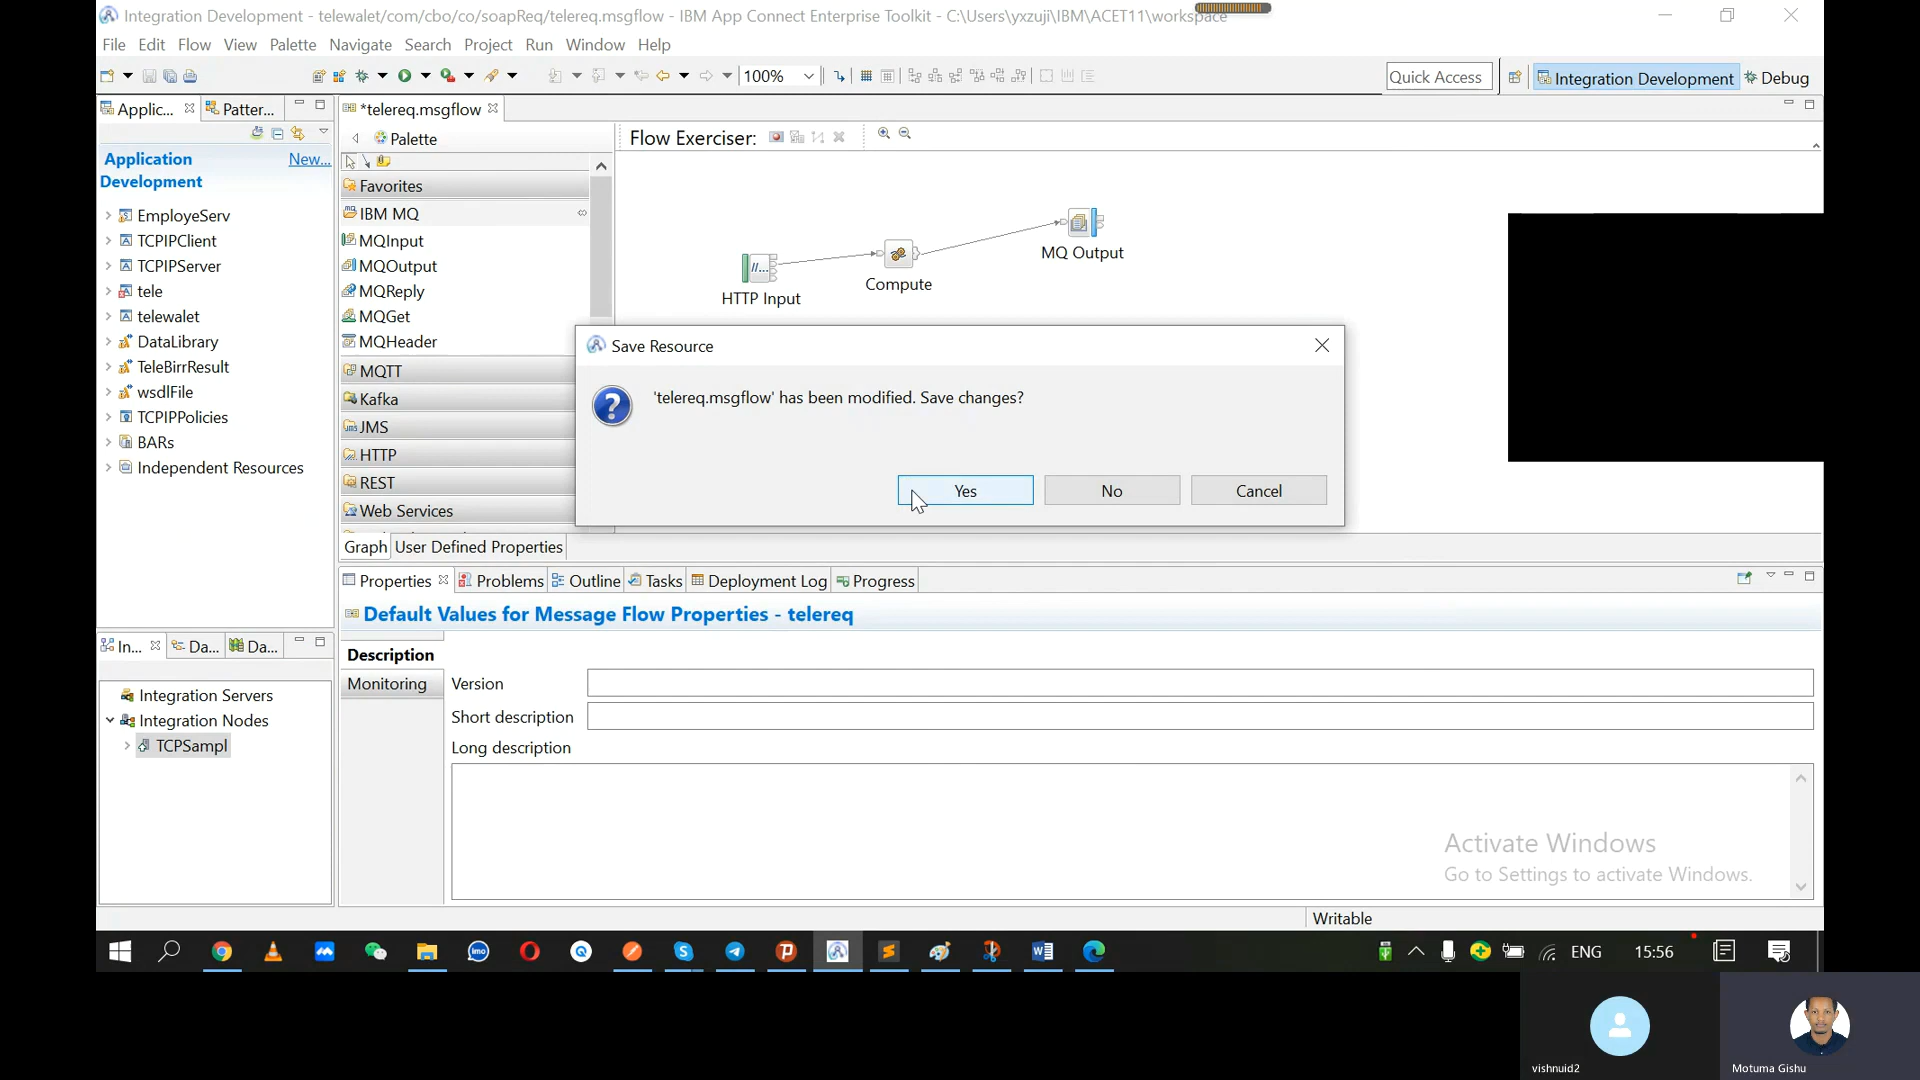 Integration Development - telewalet/com/cbo/co/soapReq/telereq.msgflow - IBM App Connect Enterprise Toolkit - C:\Users\yxzuji\IBM\ACET11\workspace
File Edit Flow View Palette Navigate Search Project Run Window Help
100%
Quick Access
Integration Development
Debug
Applic...
Patter...
*telereq.msgflow
Application Development
New...
EmployeServ
TCPIPClient
TCPIPServer
tele
telewalet
DataLibrary
TeleBirrResult
wsdlFile
TCPIPPolicies
BARs
Independent Resources
Palette
Favorites
IBM MQ
MQInput
MQOutput
MQReply
MQGet
MQHeader
MQTT
Kafka
JMS
HTTP
REST
Web Services
Flow Exerciser:
HTTP Input
Compute
MQ Output
Save Resource
'telereq.msgflow' has been modified. Save changes?
Yes
No
Cancel
Graph
User Defined Properties
Properties
Problems
Outline
Tasks
Deployment Log
Progress
Default Values for Message Flow Properties - telereq
Description
Monitoring
Version
Short description
Long description
In...
Da...
Da...
Integration Servers
Integration Nodes
TCPSampl
Activate Windows
Go to Settings to activate Windows.
Writable
ENG
15:56
vishnuid2
Motuma Gishu